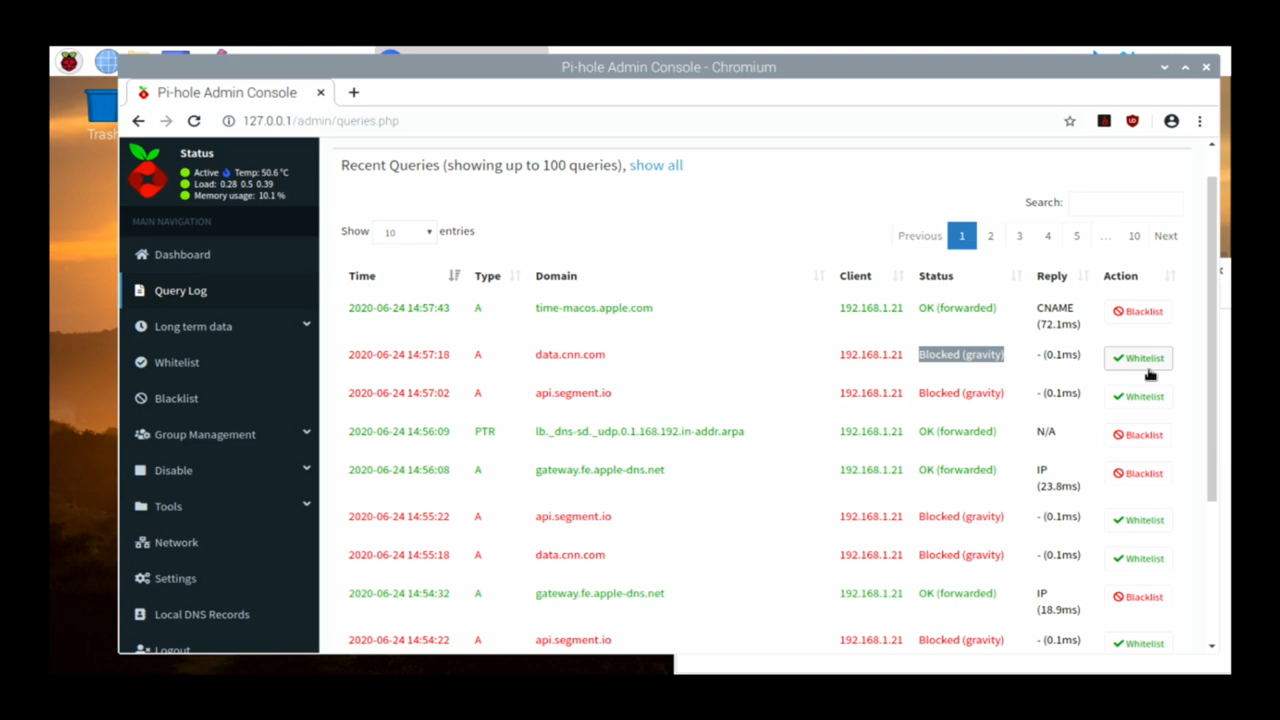 Pi-hole Admin Console - Chromium
Pi-hole Admin Console
127.0.0.1/admin/queries.php
Trash
Status
Active Temp: 50.6 °C
Load: 0.28 0.5 0.39
Memory usage: 10.1 %
MAIN NAVIGATION
Dashboard
Query Log
Long term data
Whitelist
Blacklist
Group Management
Disable
Tools
Network
Settings
Local DNS Records
Logout
Recent Queries (showing up to 100 queries), show all
Search:
Show 10 entries
Previous 1 2 3 4 5 ... 10 Next
Time Type Domain Client Status Reply Action
2020-06-24 14:57:43 A time-macos.apple.com 192.168.1.21 OK (forwarded) CNAME (72.1ms) Blacklist
2020-06-24 14:57:18 A data.cnn.com 192.168.1.21 Blocked (gravity) - (0.1ms) Whitelist
2020-06-24 14:57:02 A api.segment.io 192.168.1.21 Blocked (gravity) - (0.1ms) Whitelist
2020-06-24 14:56:09 PTR lb._dns-sd._udp.0.1.168.192.in-addr.arpa 192.168.1.21 OK (forwarded) N/A Blacklist
2020-06-24 14:56:08 A gateway.fe.apple-dns.net 192.168.1.21 OK (forwarded) IP (23.8ms) Blacklist
2020-06-24 14:55:22 A api.segment.io 192.168.1.21 Blocked (gravity) - (0.1ms) Whitelist
2020-06-24 14:55:18 A data.cnn.com 192.168.1.21 Blocked (gravity) - (0.1ms) Whitelist
2020-06-24 14:54:32 A gateway.fe.apple-dns.net 192.168.1.21 OK (forwarded) IP (18.9ms) Blacklist
2020-06-24 14:54:22 A api.segment.io 192.168.1.21 Blocked (gravity) - (0.1ms) Whitelist